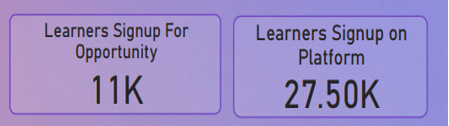 Learners Signup For
Opportunity
11K
Learners Signup on
Platform
27.50K